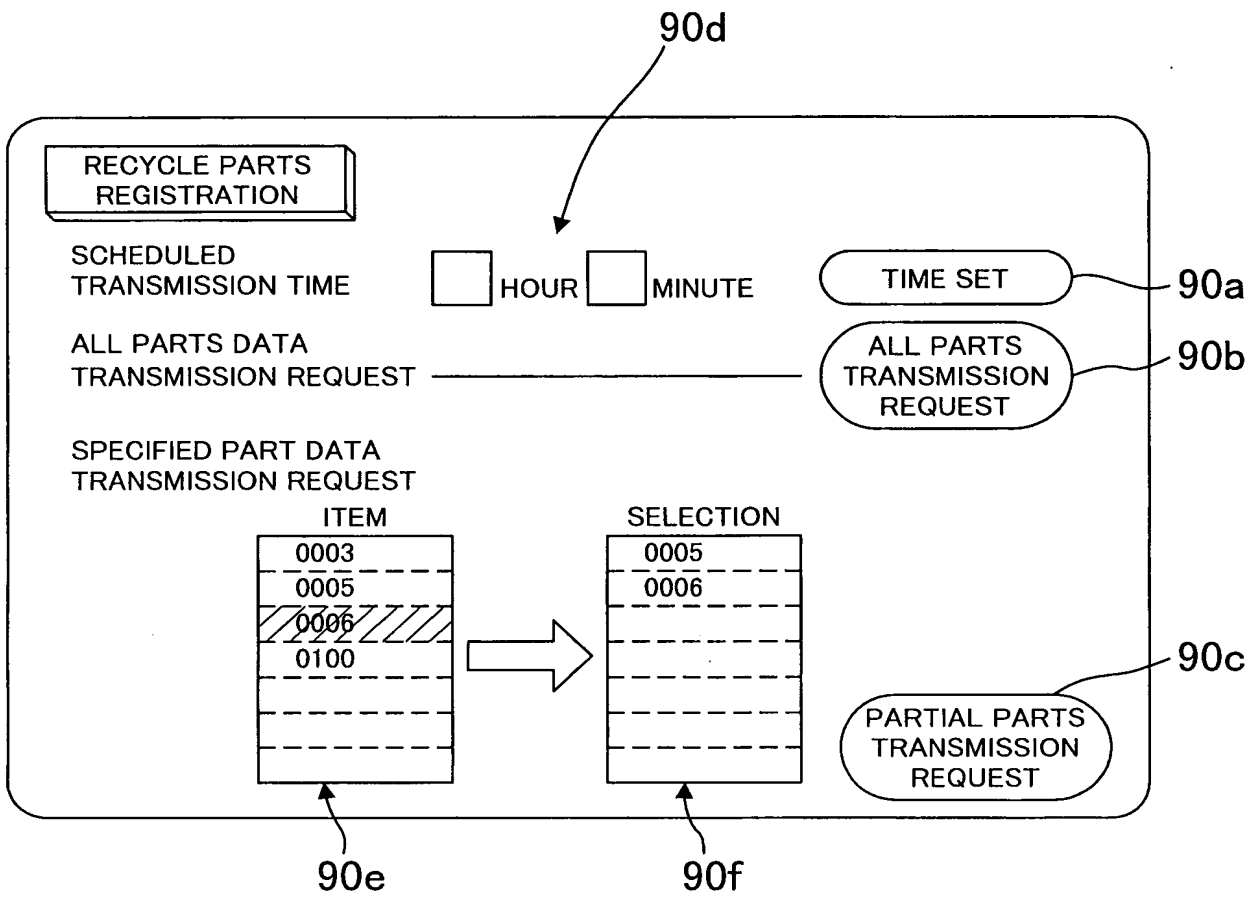 90d
RECYCLE PARTS
REGISTRATION
SCHEDULED
TRANSMISSION TIME
HOUR
MINUTE
TIME SET
90a
ALL PARTS DATA
TRANSMISSION REQUEST
ALL PARTS
TRANSMISSION
REQUEST
90b
SPECIFIED PART DATA
TRANSMISSION REQUEST
ITEM
0003
0005
0006
0100
SELECTION
0005
0006
90c
PARTIAL PARTS
TRANSMISSION
REQUEST
90e
90f